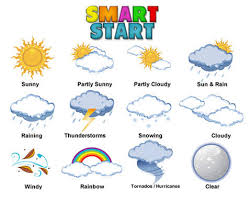 SMART
START
Sunny
Partly Sunny
Partly Cloudy
Sun & Rain
Raining
Thunderstorms
Snowing
Cloudy
Windy
Rainbow
Tornados / Hurricanes
Clear